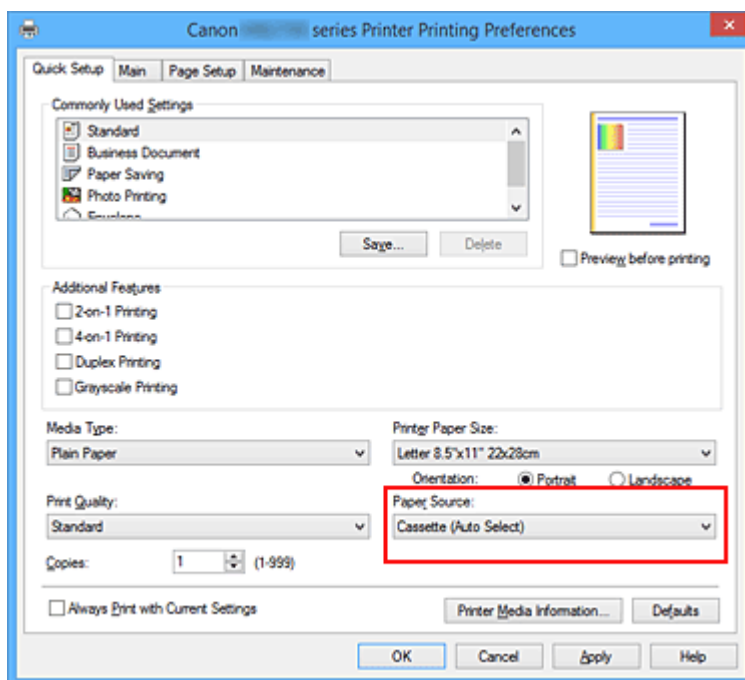 Canon series Printer Printing Preferences
Quick Setup Main Page Setup Maintenance
Commonly Used Settings
Standard
Business Document
Paper Saving
Photo Printing
Envelope
Save... Delete
Preview before printing
Additional Features
2-on-1 Printing
4-on-1 Printing
Duplex Printing
Grayscale Printing
Media Type:
Plain Paper
Printer Paper Size:
Letter 8.5"x11" 22x28cm
Orientation: Portrait Landscape
Print Quality:
Standard
Paper Source:
Cassette (Auto Select)
Copies: 1 (1-999)
Always Print with Current Settings
Printer Media Information... Defaults
OK Cancel Apply Help